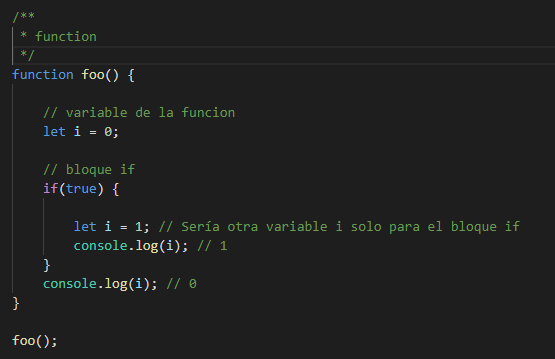 /**
 * function
 */
function foo() {
    // variable de la funcion
    let i = 0;
    // bloque if
    if(true) {
        let i = 1; // Sería otra variable i solo para el bloque if
        console.log(i); // 1
    }
    console.log(i); // 0
}
foo();